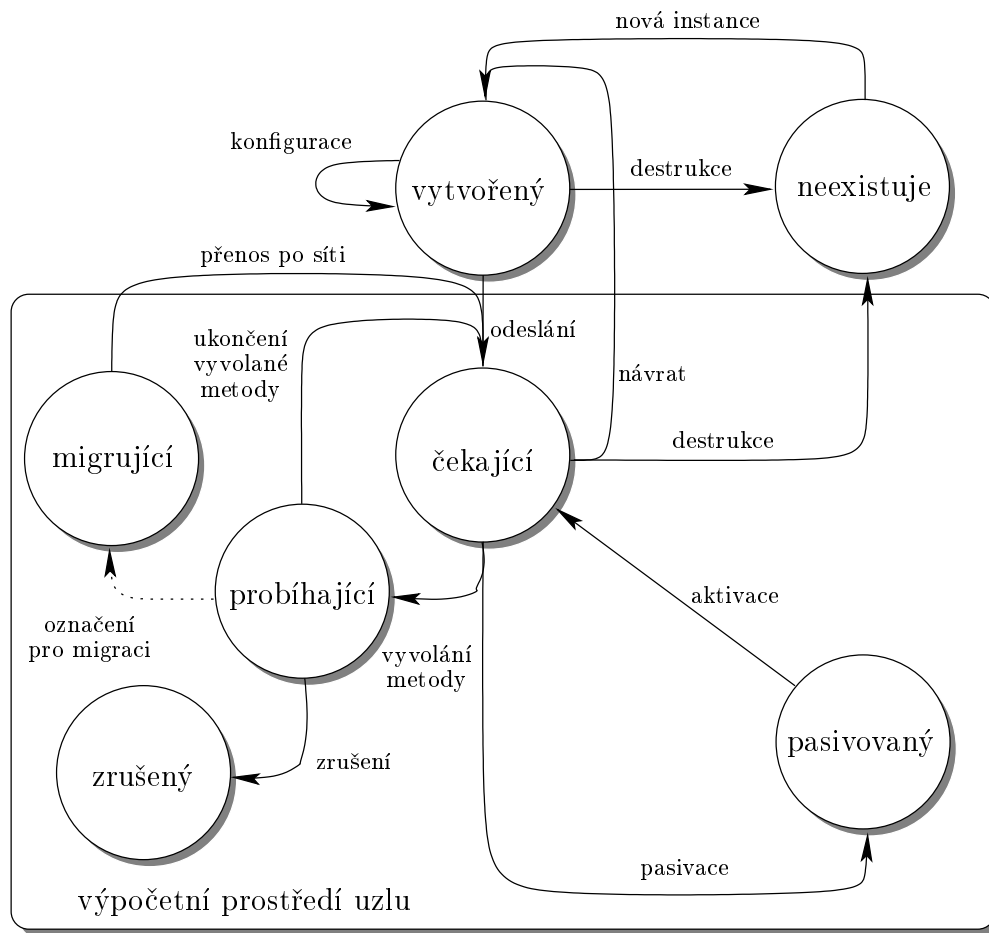 nová instance
konfigurace
vytvořený
destrukce
neexistuje
přenos po síti
ukončení
vyvolané
metody
odeslání
návrat
migrující
čekající
destrukce
probíhající
aktivace
označení
pro migraci
vyvolání
metody
pasivovaný
zrušený
zrušení
pasivace
výpočetní prostředí uzlu